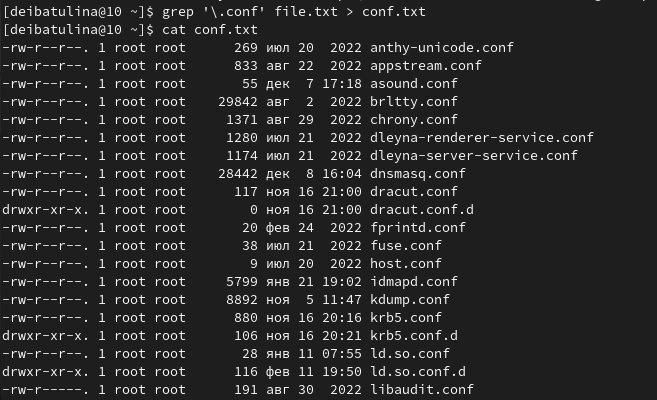 [deibatulina@10 ~]$ grep '\.conf' file.txt > conf.txt
[deibatulina@10 ~]$ cat conf.txt
-rw-r--r--. 1 root root     269 июл 20  2022 anthy-unicode.conf
-rw-r--r--. 1 root root     833 авг 22  2022 appstream.conf
-rw-r--r--. 1 root root      55 дек  7 17:18 asound.conf
-rw-r--r--. 1 root root   29842 авг  2  2022 brltty.conf
-rw-r--r--. 1 root root    1371 авг 29  2022 chrony.conf
-rw-r--r--. 1 root root    1280 июл 21  2022 dleyna-renderer-service.conf
-rw-r--r--. 1 root root    1174 июл 21  2022 dleyna-server-service.conf
-rw-r--r--. 1 root root   28442 дек  8 16:04 dnsmasq.conf
-rw-r--r--. 1 root root     117 ноя 16 21:00 dracut.conf
drwxr-xr-x. 1 root root       0 ноя 16 21:00 dracut.conf.d
-rw-r--r--. 1 root root      20 фев 24  2022 fprintd.conf
-rw-r--r--. 1 root root      38 июл 21  2022 fuse.conf
-rw-r--r--. 1 root root       9 июл 20  2022 host.conf
-rw-r--r--. 1 root root    5799 янв 21 19:02 idmapd.conf
-rw-r--r--. 1 root root    8892 ноя  5 11:47 kdump.conf
-rw-r--r--. 1 root root     880 ноя 16 20:16 krb5.conf
drwxr-xr-x. 1 root root     106 ноя 16 20:21 krb5.conf.d
-rw-r--r--. 1 root root      28 янв 11 07:55 ld.so.conf
drwxr-xr-x. 1 root root     116 фев 11 19:50 ld.so.conf.d
-rw-r-----. 1 root root     191 авг 30  2022 libaudit.conf